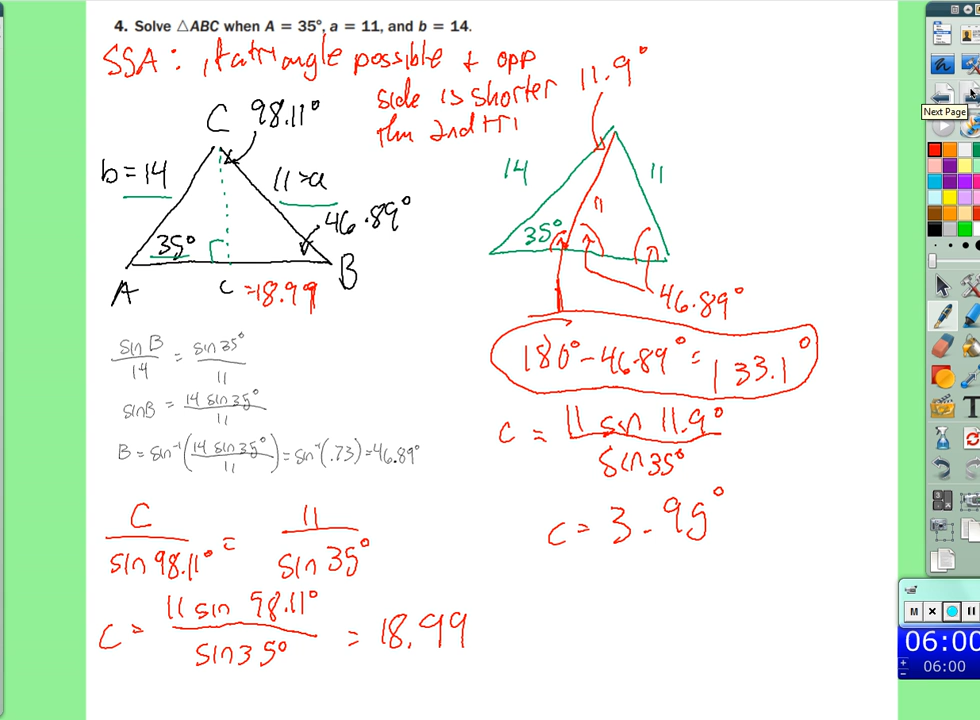 4. Solve △ABC when A = 35°, a = 11, and b = 14.
SSA: if a triangle possible + opp
side is shorter
than 2nd
C 98.11°
b=14
11=a
46.89°
35°
A
c =18.99
B
11.9°
14
11
11
35°
46.89°
180°-46.89°= 133.1°
sin B / 14 = sin 35° / 11
sin B = 14 sin 35° / 11
B = sin⁻¹(14 sin 35° / 11) = sin⁻¹(.73) = 46.89°
C / sin 98.11° = 11 / sin 35°
c = 11 sin 98.11° / sin 35° = 18.99
c = 11 sin 11.9° / sin 35°
c = 3.95°
Next Page
M
06:00
06:00